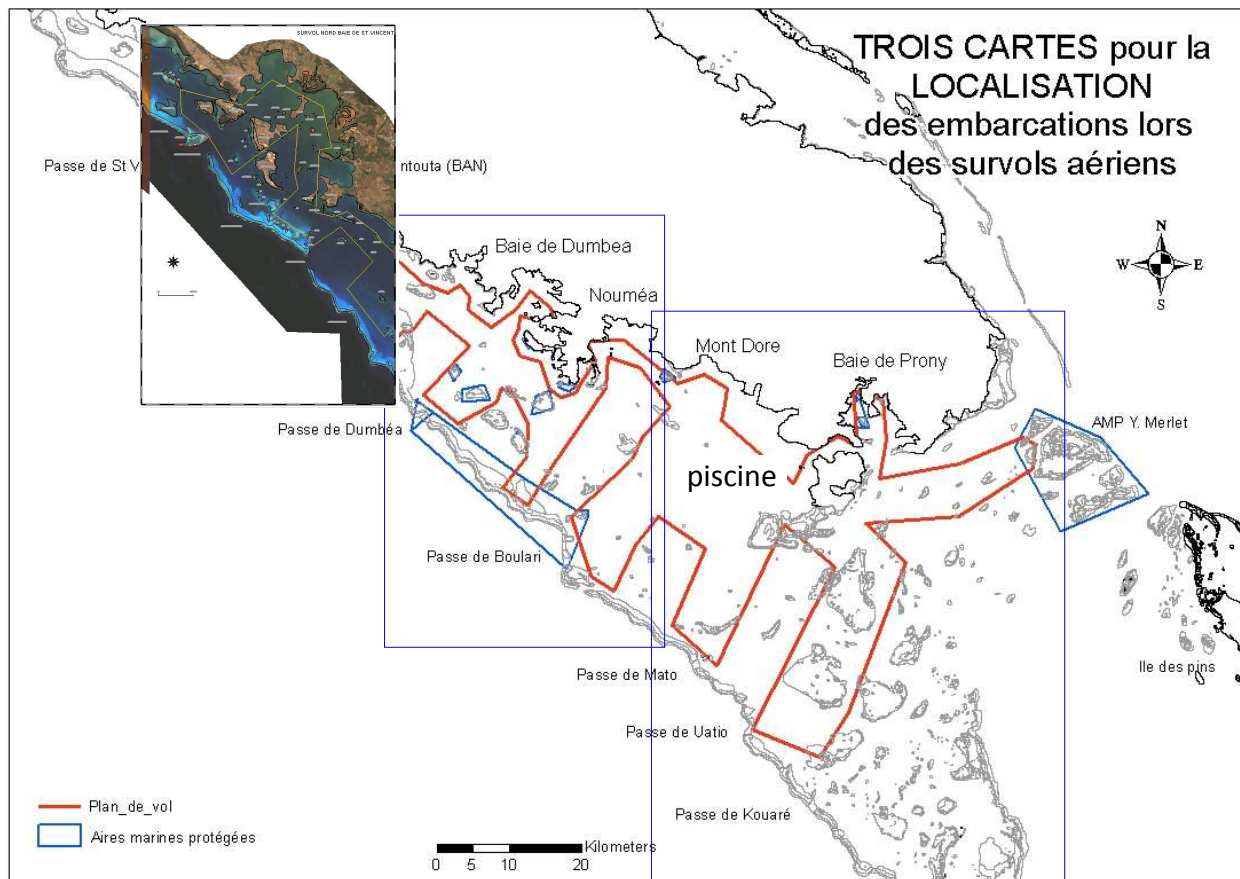 SURVOL NORD BAIE DE ST VINCENT
TROIS CARTES pour la
LOCALISATION
des embarcations lors
des survols aériens
N
W E
S
Passe de St V
ntouta (BAN)
Baie de Dumbea
Nouméa
Mont Dore
Baie de Prony
AMP Y. Merlet
Passe de Dumbéa
piscine
Passe de Boulari
Passe de Mato
Ile des pins
Passe de Uatio
Passe de Kouaré
Plan_de_vol
Aires marines protégées
Kilometers
0 5 10 20